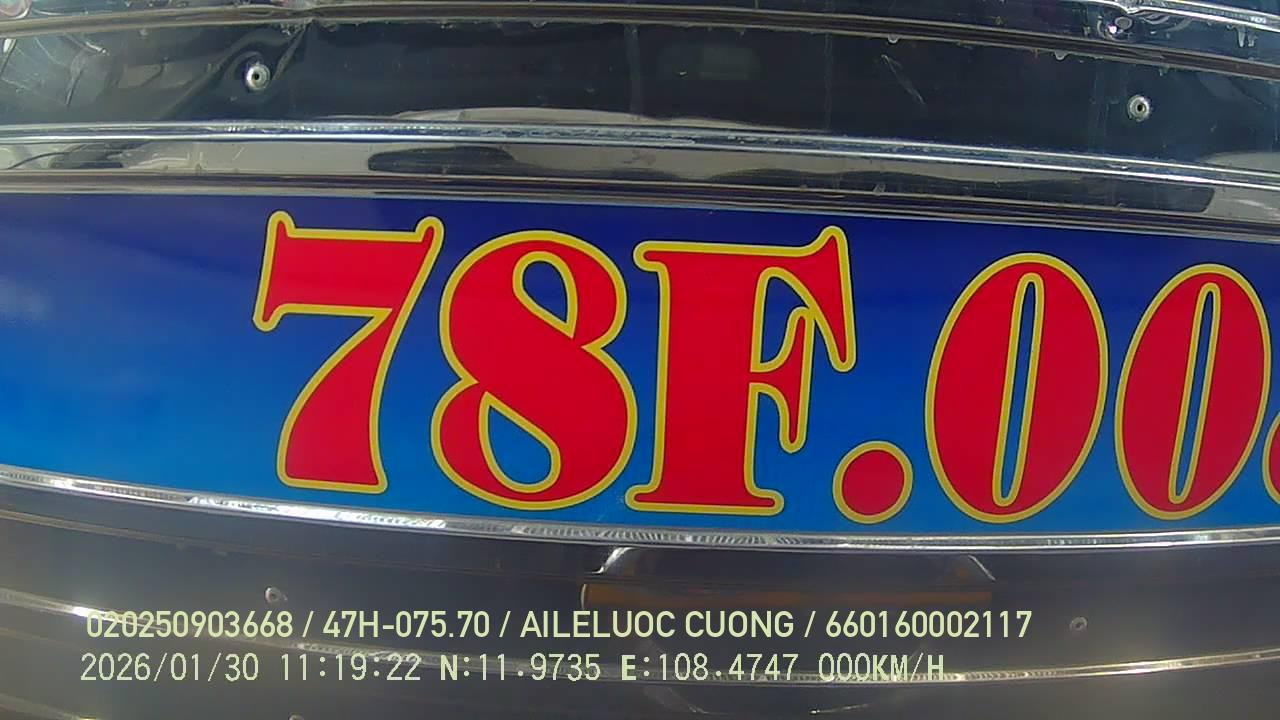 78F.00
020250903668 / 47H-075.70 / AILELUOC CUONG / 660160002117
2026/01/30 11:19:22 N:11.9735 E:108.4747 000KM/H